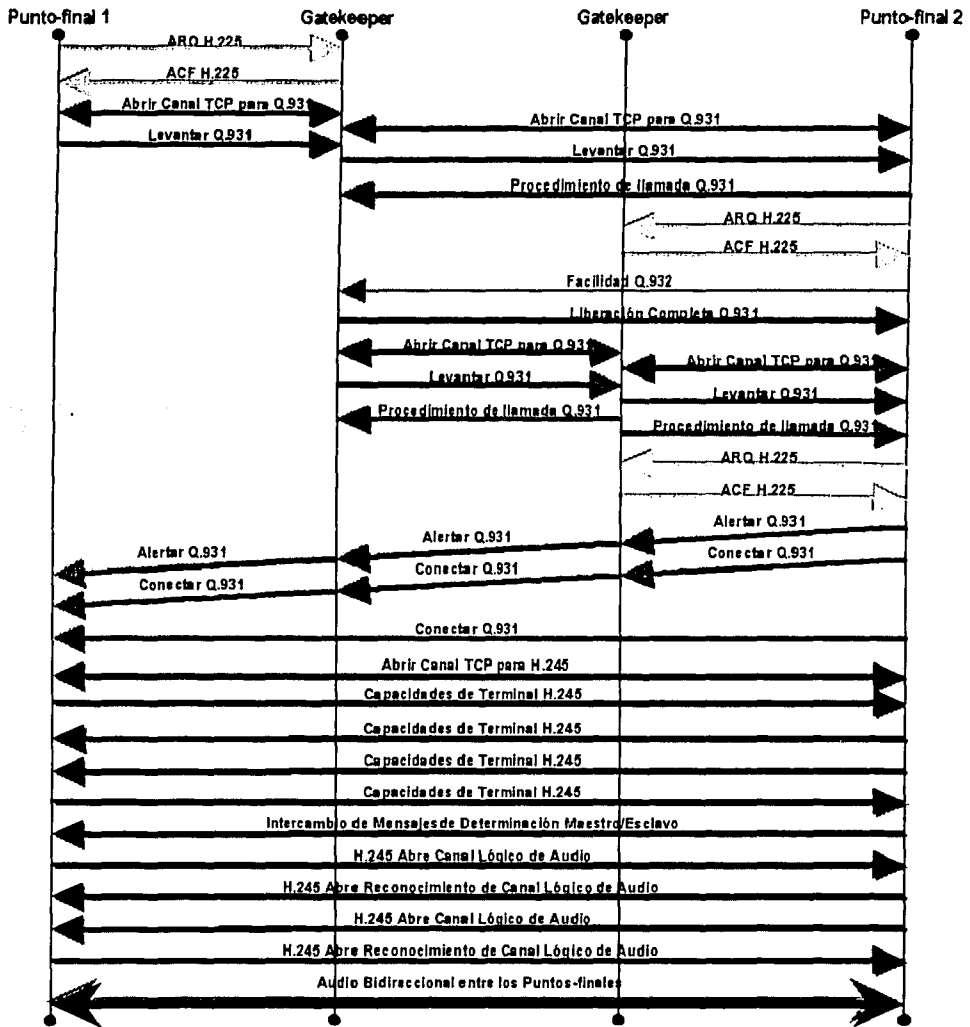 Punto-final 1
Gatekeeper
Gatekeeper
Punto-final 2
ARQ H.225
ACF H.225
Abrir Canal TCP para Q.931
Abrir Canal TCP para Q.931
Levantar Q.931
Levantar Q.931
Procedimiento de llamada Q.931
ARQ H.225
ACF H.225
Facilidad Q.932
Liberación Completa Q.931
Abrir Canal TCP para Q.931
Abrir Canal TCP para Q.931
Levantar Q.931
Levantar Q.931
Procedimiento de llamada Q.931
Procedimiento de llamada Q.931
ARQ H.225
ACF H.225
Alertar Q.931
Alertar Q.931
Alertar Q.931
Conectar Q.931
Conectar Q.931
Conectar Q.931
Conectar Q.931
Abrir Canal TCP para H.245
Capacidades de Terminal H.245
Capacidades de Terminal H.245
Capacidades de Terminal H.245
Capacidades de Terminal H.245
Intercambio de Mensajes de Determinación Maestro/Esclavo
H.245 Abre Canal Lógico de Audio
H.245 Abre Reconocimiento de Canal Lógico de Audio
H.245 Abre Canal Lógico de Audio
H.245 Abre Reconocimiento de Canal Lógico de Audio
Audio Bidireccional entre los Puntos-finales